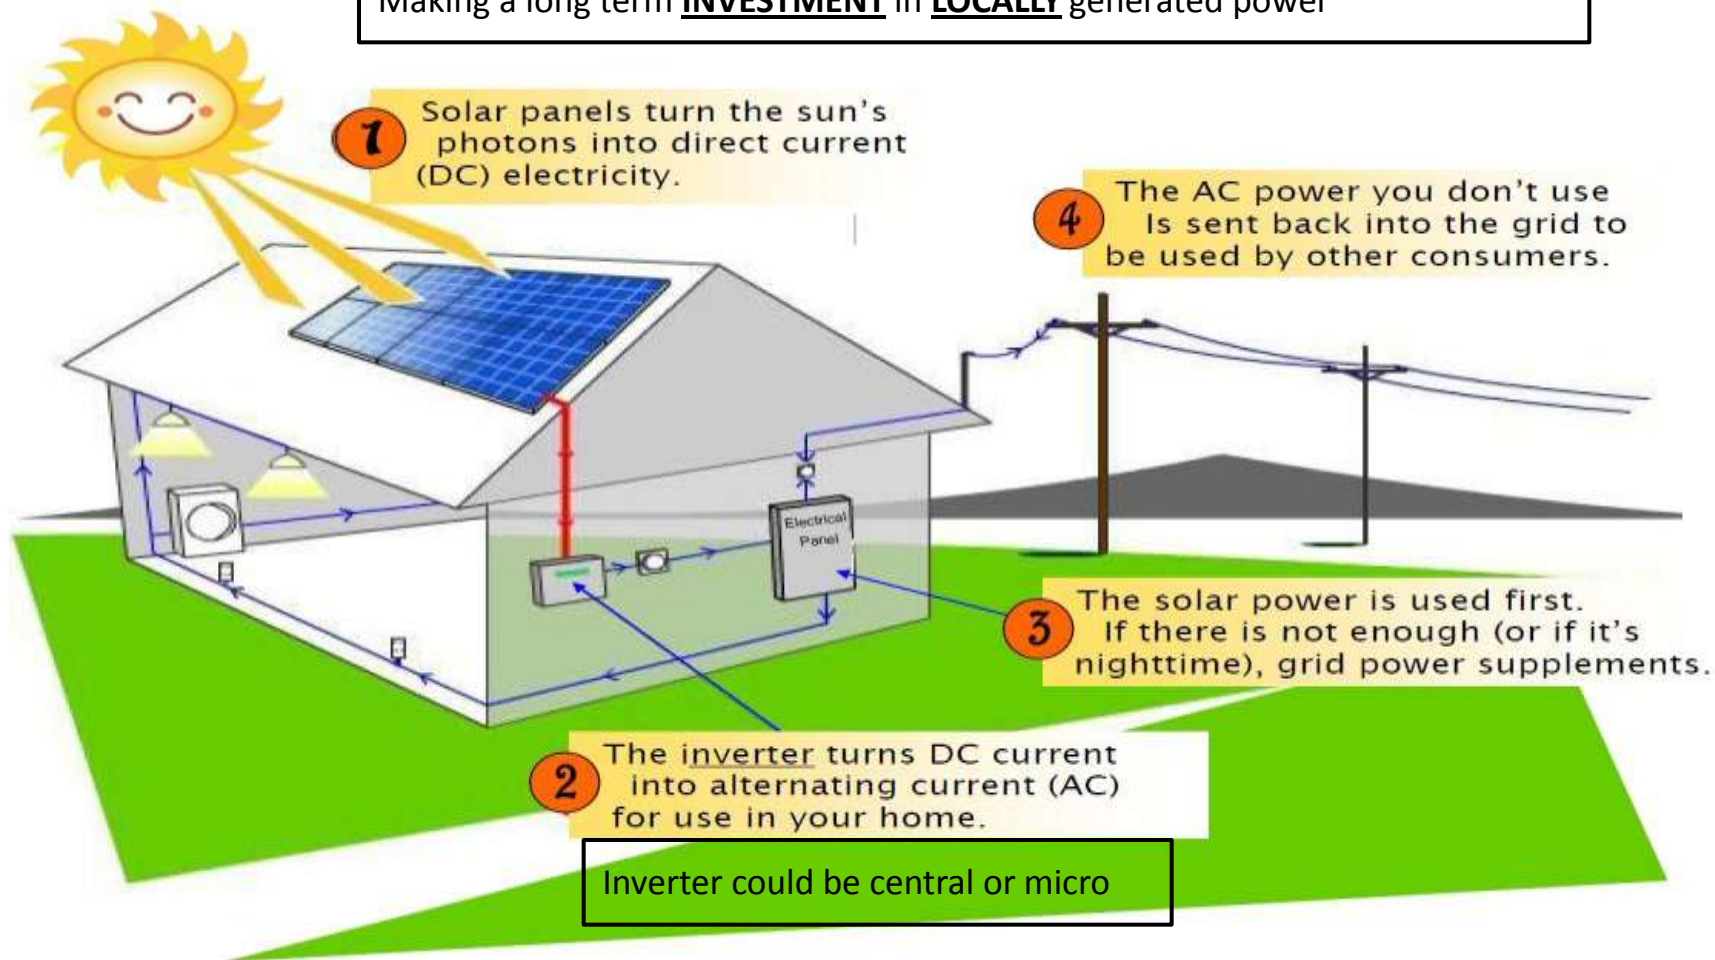 Making a long term INVESTMENT in LOCALLY generated power
1
Solar panels turn the sun's
photons into direct current
(DC) electricity.
4
The AC power you don't use
Is sent back into the grid to
be used by other consumers.
Electrical
Panel
3
The solar power is used first.
If there is not enough (or if it's
nighttime), grid power supplements.
2
The inverter turns DC current
into alternating current (AC)
for use in your home.
Inverter could be central or micro